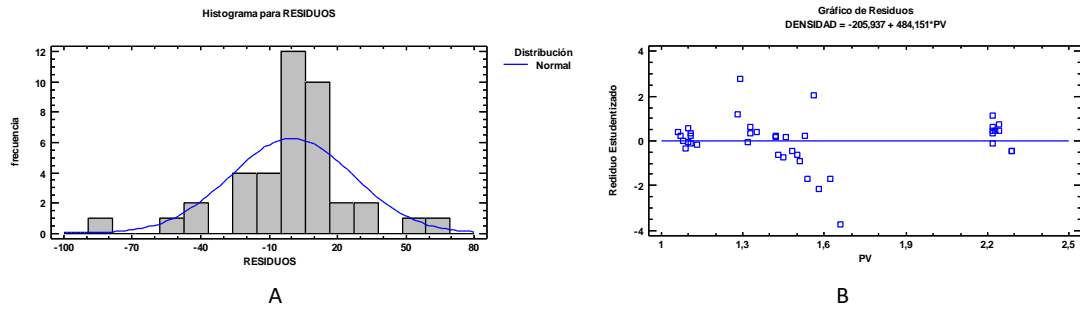 Histograma para RESIDUOS
Distribución
Normal
frecuencia
12
10
8
6
4
2
0
-100 -70 -40 -10 20 50 80
RESIDUOS
A
Gráfico de Residuos
DENSIDAD = -205,937 + 484,151*PV
Rediduo Estudentizado
4
2
0
-2
-4
1 1,3 1,6 1,9 2,2 2,5
PV
B